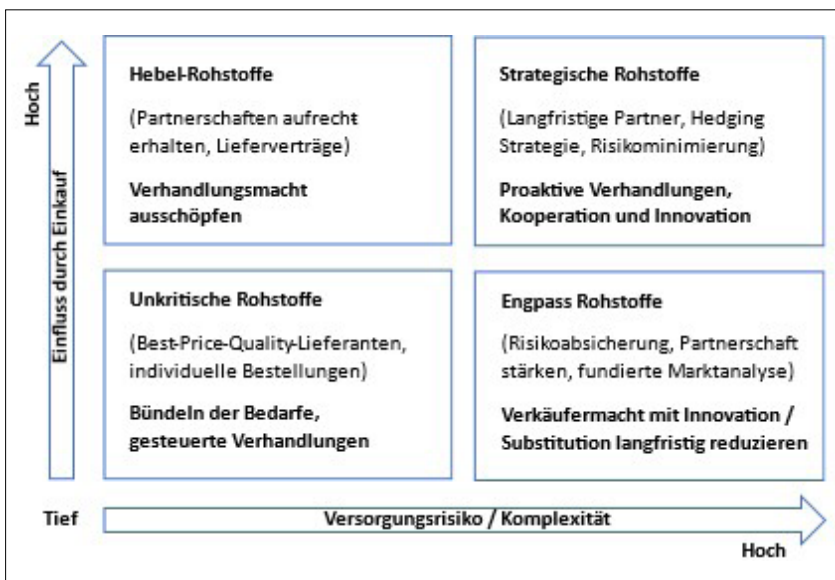 Hoch
Einfluss durch Einkauf
Hebel-Rohstoffe
(Partnerschaften aufrecht
erhalten, Lieferverträge)
Verhandlungsmacht
ausschöpfen
Strategische Rohstoffe
(Langfristige Partner, Hedging
Strategie, Risikominimierung)
Proaktive Verhandlungen,
Kooperation und Innovation
Unkritische Rohstoffe
(Best-Price-Quality-Lieferanten,
individuelle Bestellungen)
Bündeln der Bedarfe,
gesteuerte Verhandlungen
Engpass Rohstoffe
(Risikoabsicherung, Partnerschaft
stärken, fundierte Marktanalyse)
Verkäufermacht mit Innovation /
Substitution langfristig reduzieren
Tief
Versorgungsrisiko / Komplexität
Hoch